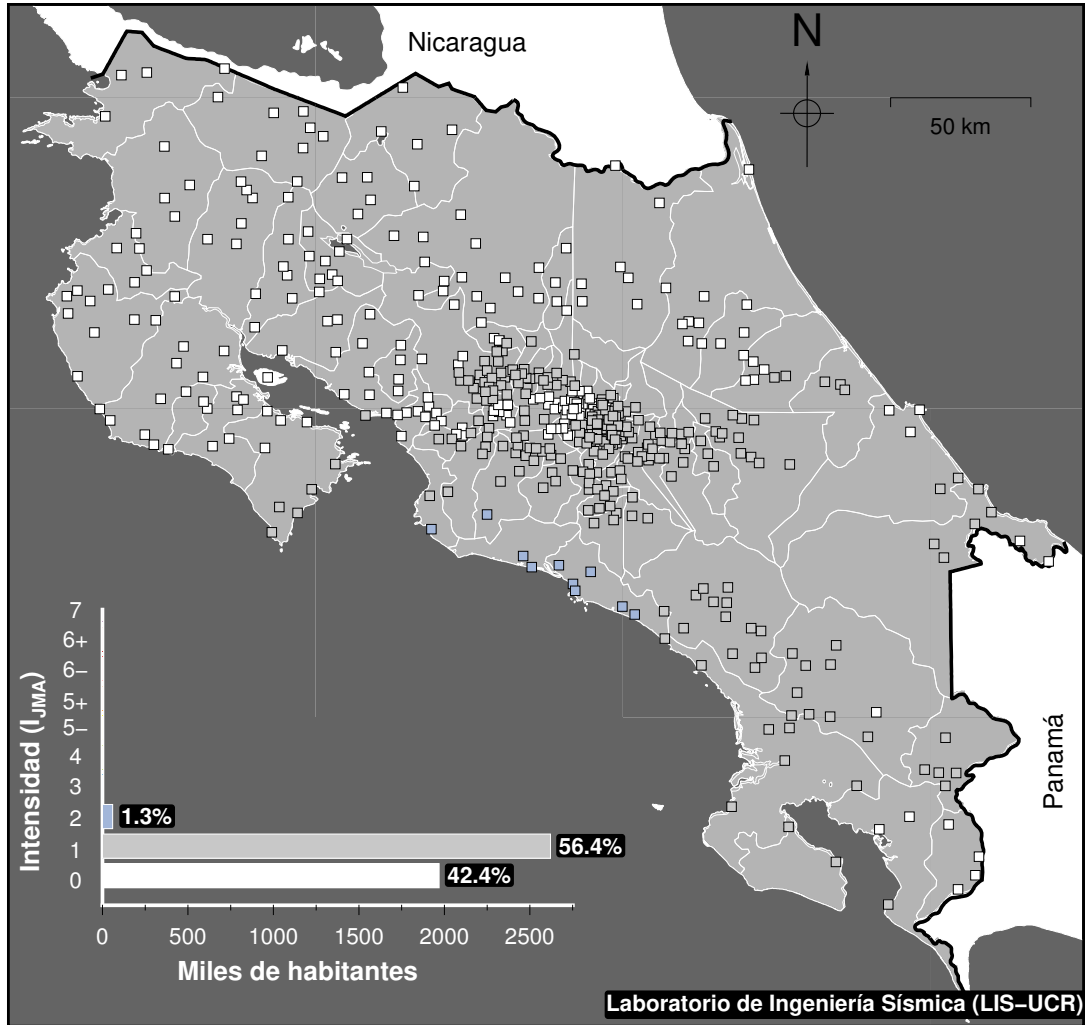 Nicaragua
N
50 km
Panamá
Intensidad (I_JMA)
7
6+
6−
5+
5−
4
3
2
1
0
1.3%
56.4%
42.4%
0 500 1000 1500 2000 2500
Miles de habitantes
Laboratorio de Ingeniería Sísmica (LIS−UCR)